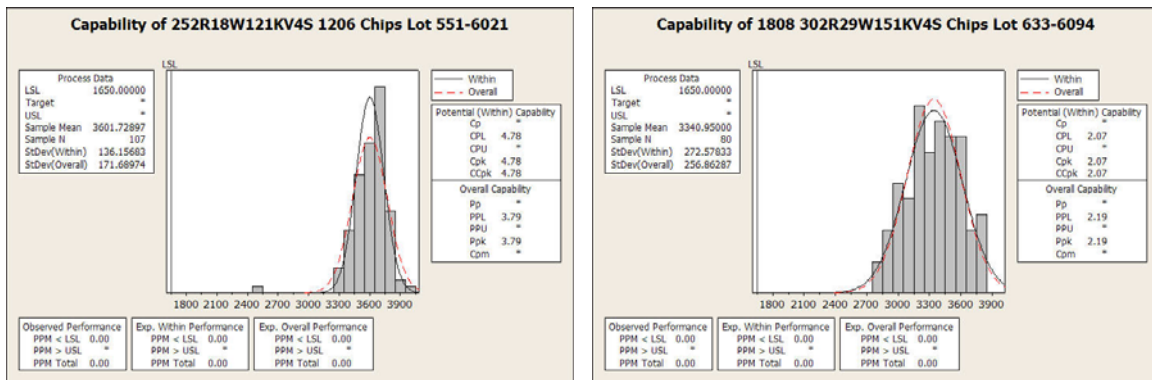 Capability of 252R18W121KV4S 1206 Chips Lot 551-6021
LSL
Process Data
LSL 1650.00000
Target *
USL *
Sample Mean 3601.72897
Sample N 107
StDev(Within) 136.15683
StDev(Overall) 171.68974
Within
Overall
Potential (Within) Capability
Cp *
CPL 4.78
CPU *
Cpk 4.78
CCpk 4.78
Overall Capability
Pp *
PPL 3.79
PPU *
Ppk 3.79
Cpm *
1800 2100 2400 2700 3000 3300 3600 3900
Observed Performance
PPM < LSL 0.00
PPM > USL *
PPM Total 0.00
Exp. Within Performance
PPM < LSL 0.00
PPM > USL *
PPM Total 0.00
Exp. Overall Performance
PPM < LSL 0.00
PPM > USL *
PPM Total 0.00
Capability of 1808 302R29W151KV4S Chips Lot 633-6094
LSL
Process Data
LSL 1650.00000
Target *
USL *
Sample Mean 3340.95000
Sample N 80
StDev(Within) 272.57833
StDev(Overall) 256.86287
Within
Overall
Potential (Within) Capability
Cp *
CPL 2.07
CPU *
Cpk 2.07
CCpk 2.07
Overall Capability
Pp *
PPL 2.19
PPU *
Ppk 2.19
Cpm *
1800 2100 2400 2700 3000 3300 3600 3900
Observed Performance
PPM < LSL 0.00
PPM > USL *
PPM Total 0.00
Exp. Within Performance
PPM < LSL 0.00
PPM > USL *
PPM Total 0.00
Exp. Overall Performance
PPM < LSL 0.00
PPM > USL *
PPM Total 0.00